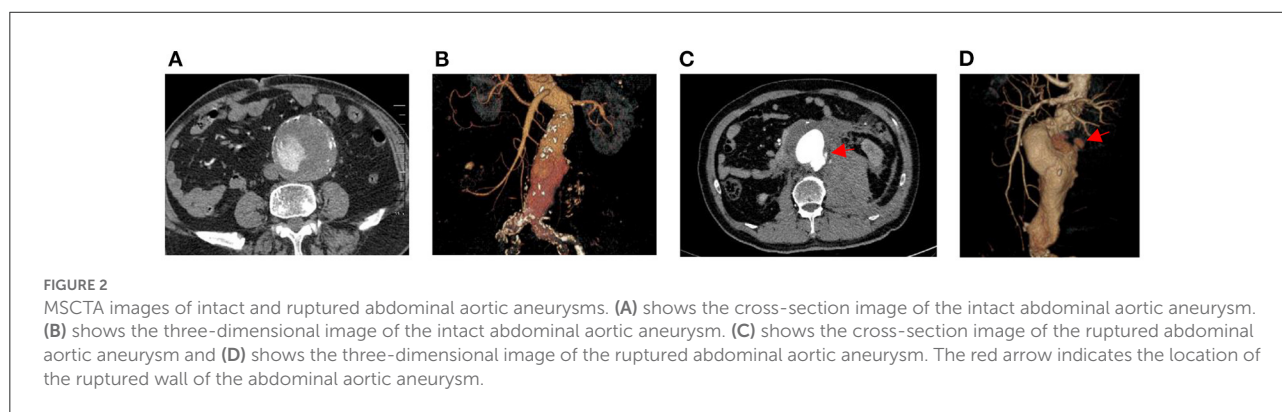 A
B
C
D
FIGURE 2
MSCTA images of intact and ruptured abdominal aortic aneurysms. (A) shows the cross-section image of the intact abdominal aortic aneurysm.
(B) shows the three-dimensional image of the intact abdominal aortic aneurysm. (C) shows the cross-section image of the ruptured abdominal
aortic aneurysm and (D) shows the three-dimensional image of the ruptured abdominal aortic aneurysm. The red arrow indicates the location of
the ruptured wall of the abdominal aortic aneurysm.